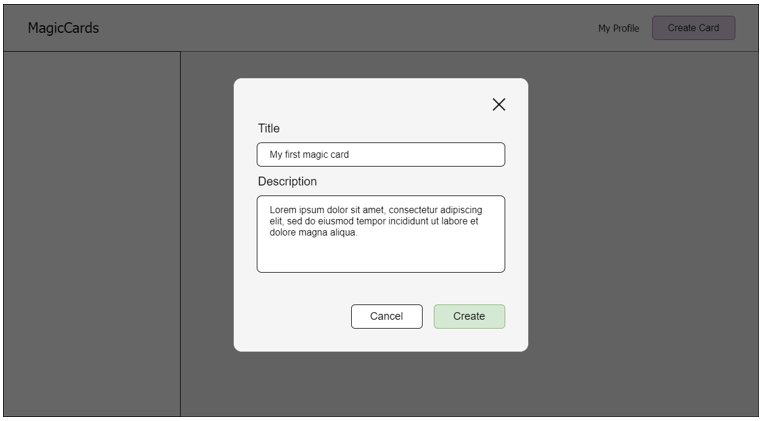 MagicCards
My Profile
Create Card
Title
My first magic card
Description
Lorem ipsum dolor sit amet, consectetur adipiscing
elit, sed do eiusmod tempor incididunt ut labore et
dolore magna aliqua.
Cancel
Create